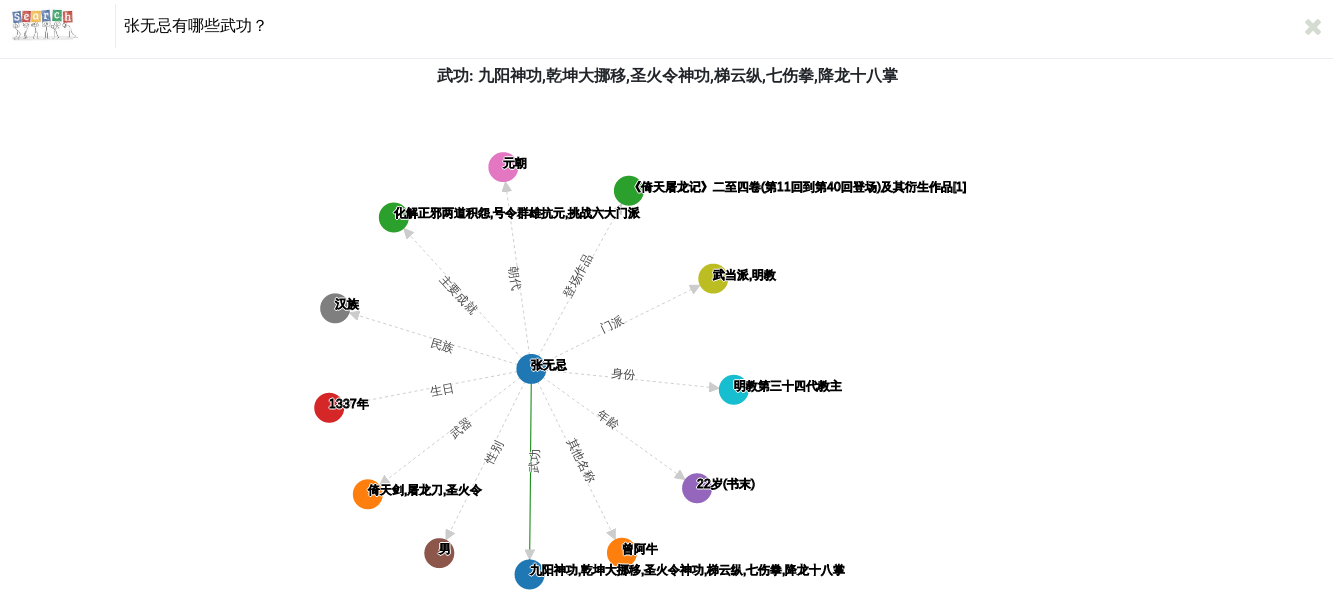 Search
张无忌有哪些武功？
武功: 九阳神功,乾坤大挪移,圣火令神功,梯云纵,七伤拳,降龙十八掌
元朝
《倚天屠龙记》二至四卷(第11回到第40回登场)及其衍生作品[1]
化解正邪两道积怨,号令群雄抗元,挑战六大门派
朝代
登场作品
武当派,明教
主要成就
汉族
门派
民族
张无忌
身份
明教第三十四代教主
生日
1337年
武器
年龄
性别
武功
其他名称
倚天剑,屠龙刀,圣火令
22岁(书末)
男
曾阿牛
九阳神功,乾坤大挪移,圣火令神功,梯云纵,七伤拳,降龙十八掌